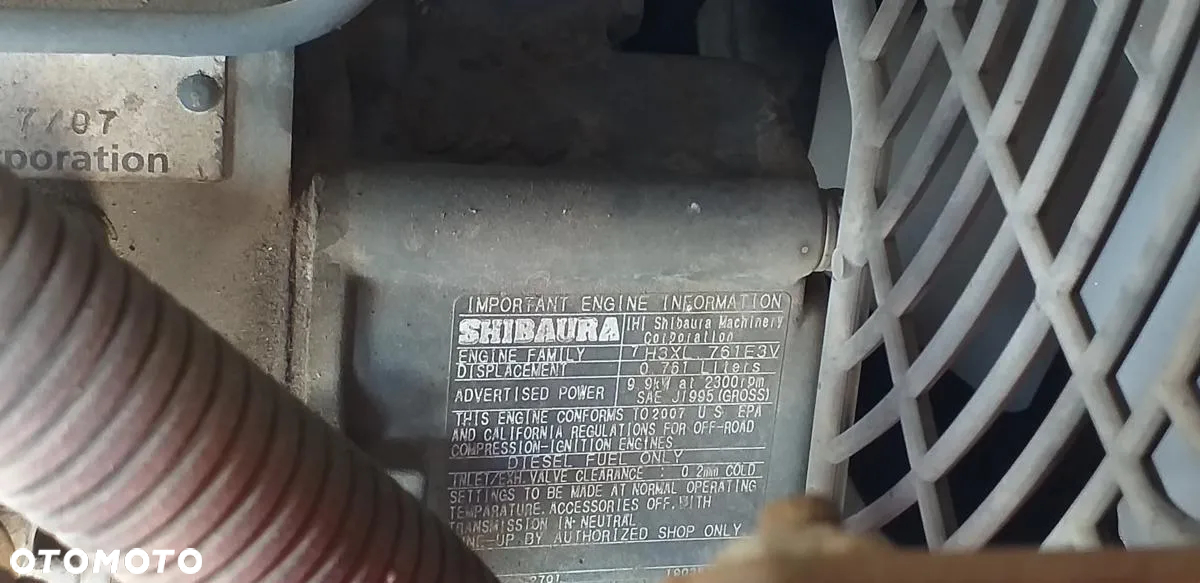 7/07
rporation
IMPORTANT ENGINE INFORMATION
SHIBAURA IHI Shibaura Machinery
Corporation
ENGINE FAMILY 7H3XL.761E3V
DISPLACEMENT 0.761 Liters
ADVERTISED POWER 9.9kW at 2300rpm
SAE J1995(GROSS)
THIS ENGINE CONFORMS TO 2007 U.S. EPA
AND CALIFORNIA REGULATIONS FOR OFF-ROAD
COMPRESSION-IGNITION ENGINES
DIESEL FUEL ONLY
INLET/EXH.VALVE CLEARANCE : 0.2mm COLD
SETTINGS TO BE MADE AT NORMAL OPERATING
TEMPARATURE.ACCESSORIES OFF.WITH
TRANSMISSION IN NEUTRAL
UNE-UP.BY AUTHORIZED SHOP ONLY
2701
OTOMOTO